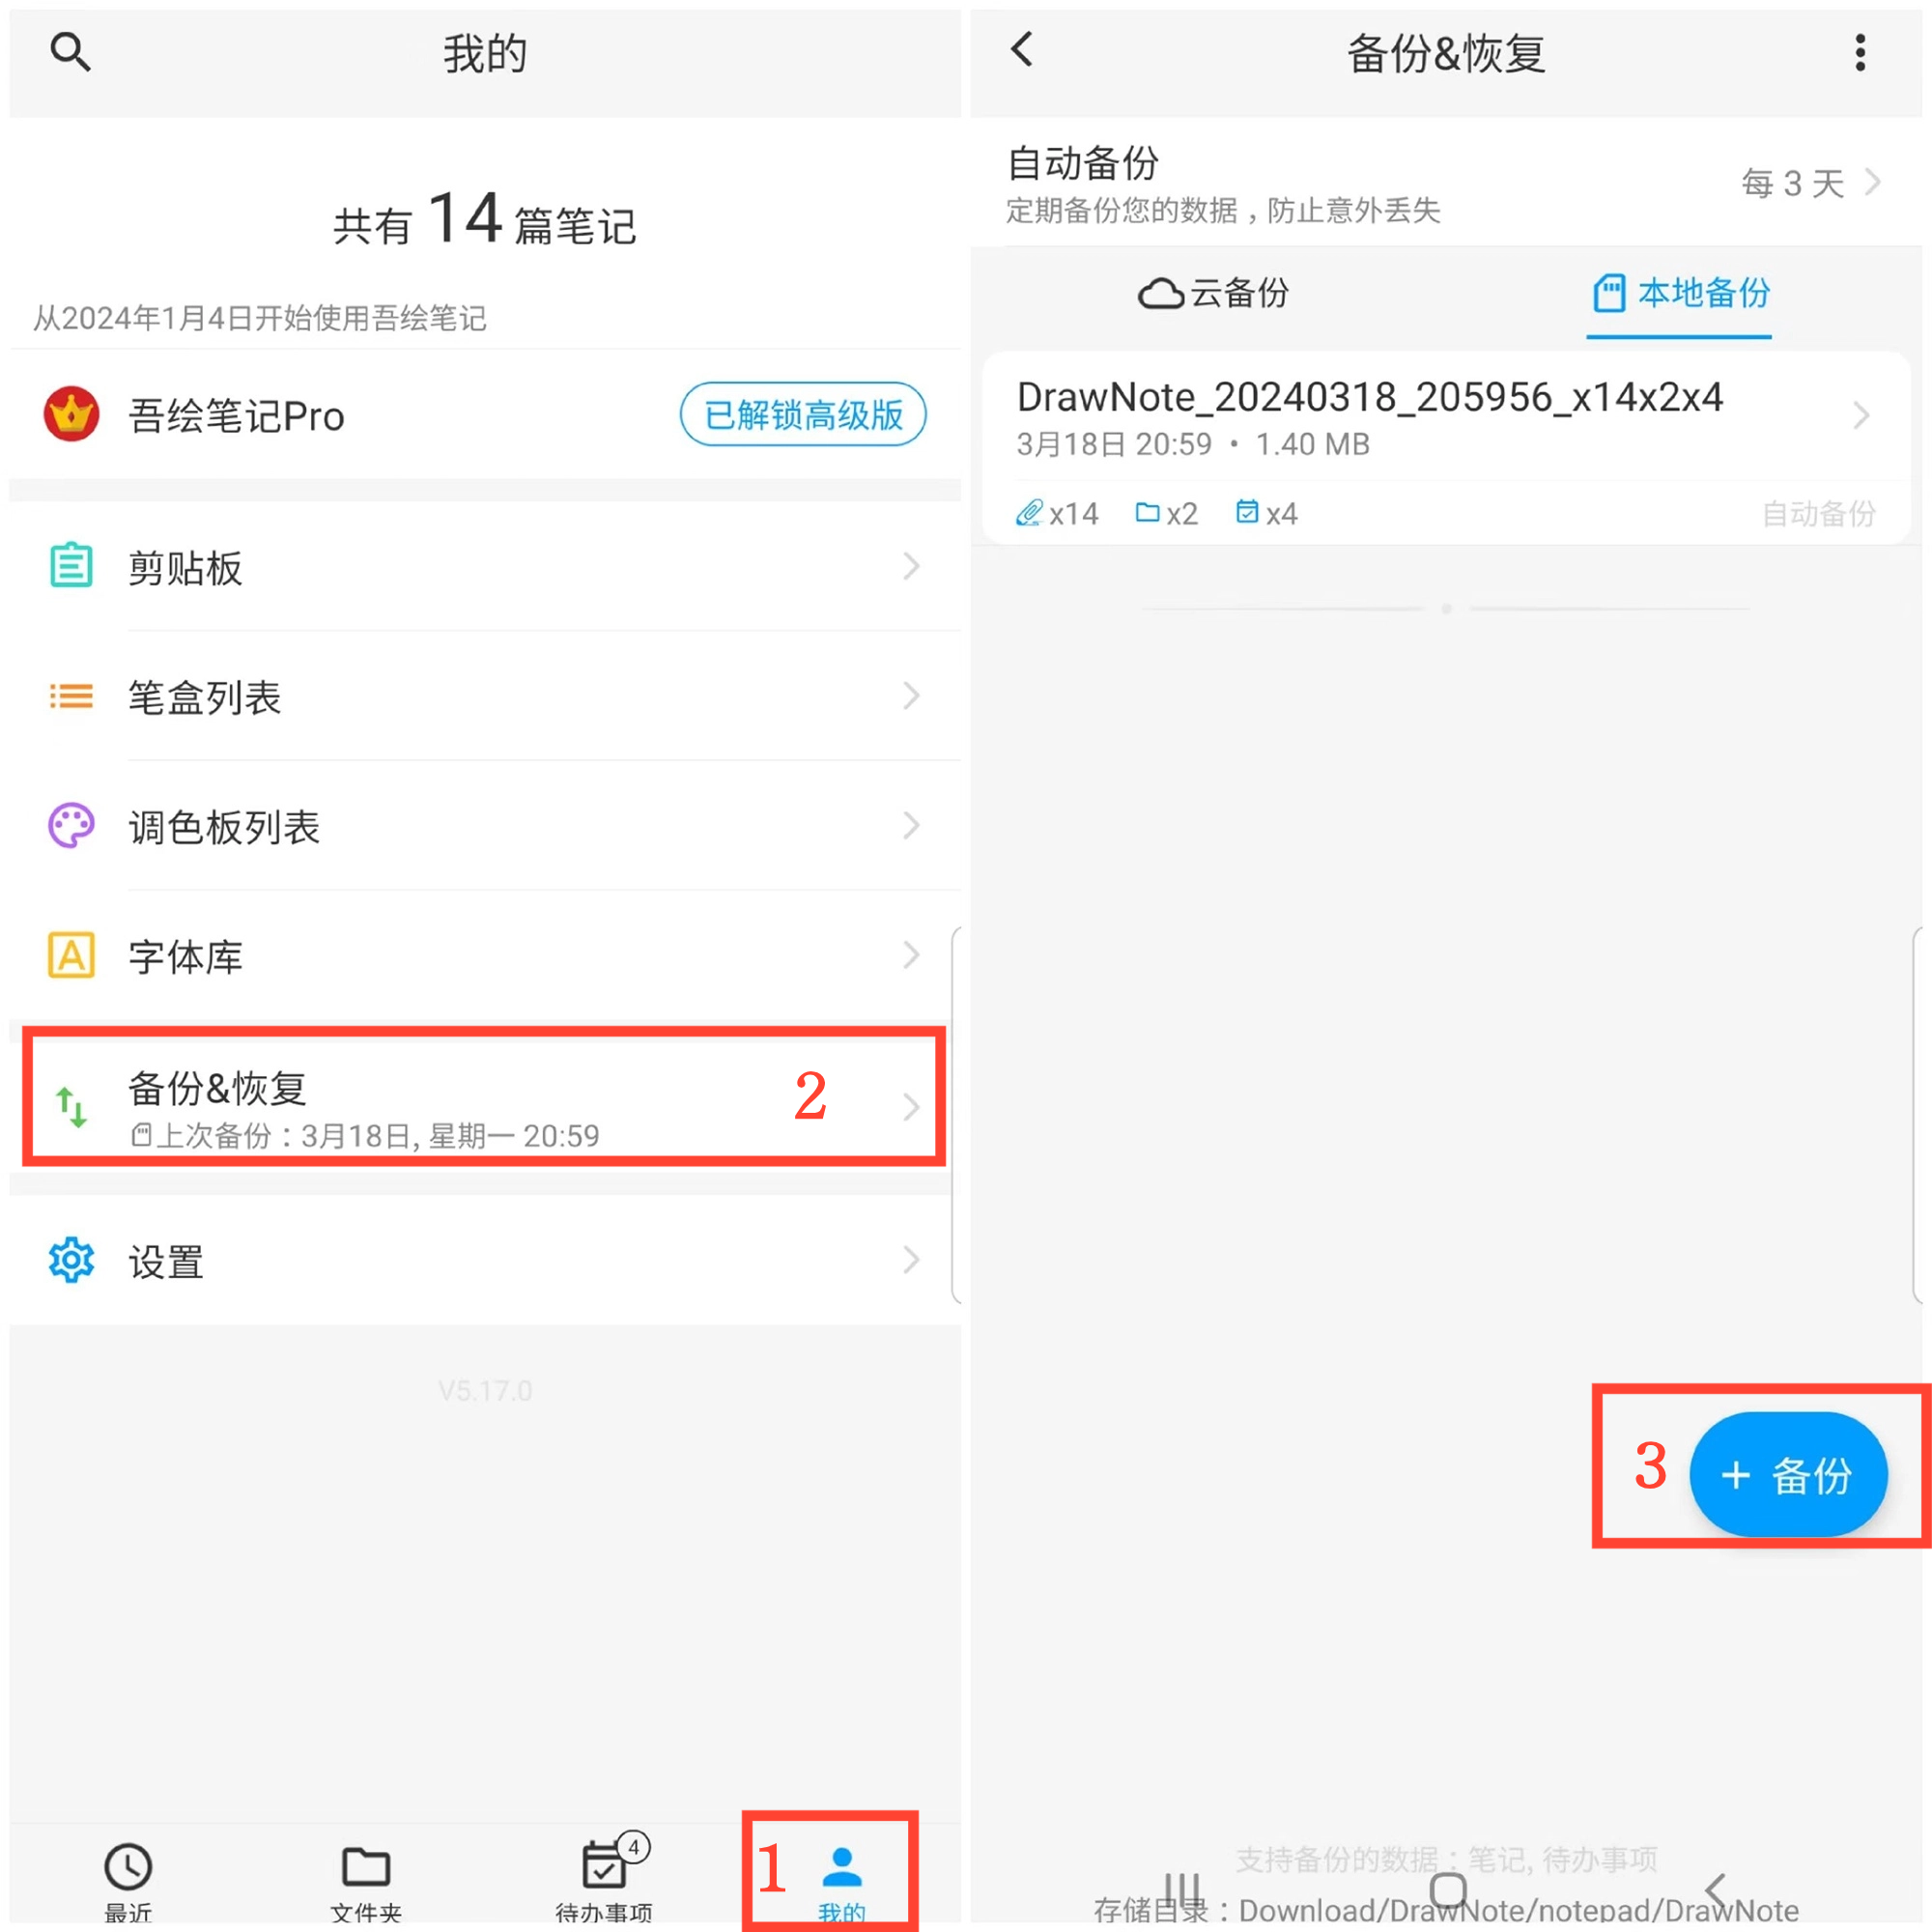 我的
共有 14 篇笔记
从2024年1月4日开始使用吾绘笔记
吾绘笔记Pro
已解锁高级版
剪贴板
笔盒列表
调色板列表
A 字体库
备份&恢复
上次备份：3月18日, 星期一 20:59
2
设置
V5.17.0
最近
文件夹
4
待办事项
1
我的
备份&恢复
自动备份
定期备份您的数据，防止意外丢失
每 3 天
云备份
本地备份
DrawNote_20240318_205956_x14x2x4
3月18日 20:59 • 1.40 MB
x14 x2 x4
自动备份
3
+ 备份
支持备份的数据：笔记, 待办事项
存储目录：Download/DrawNote/notepad/DrawNote